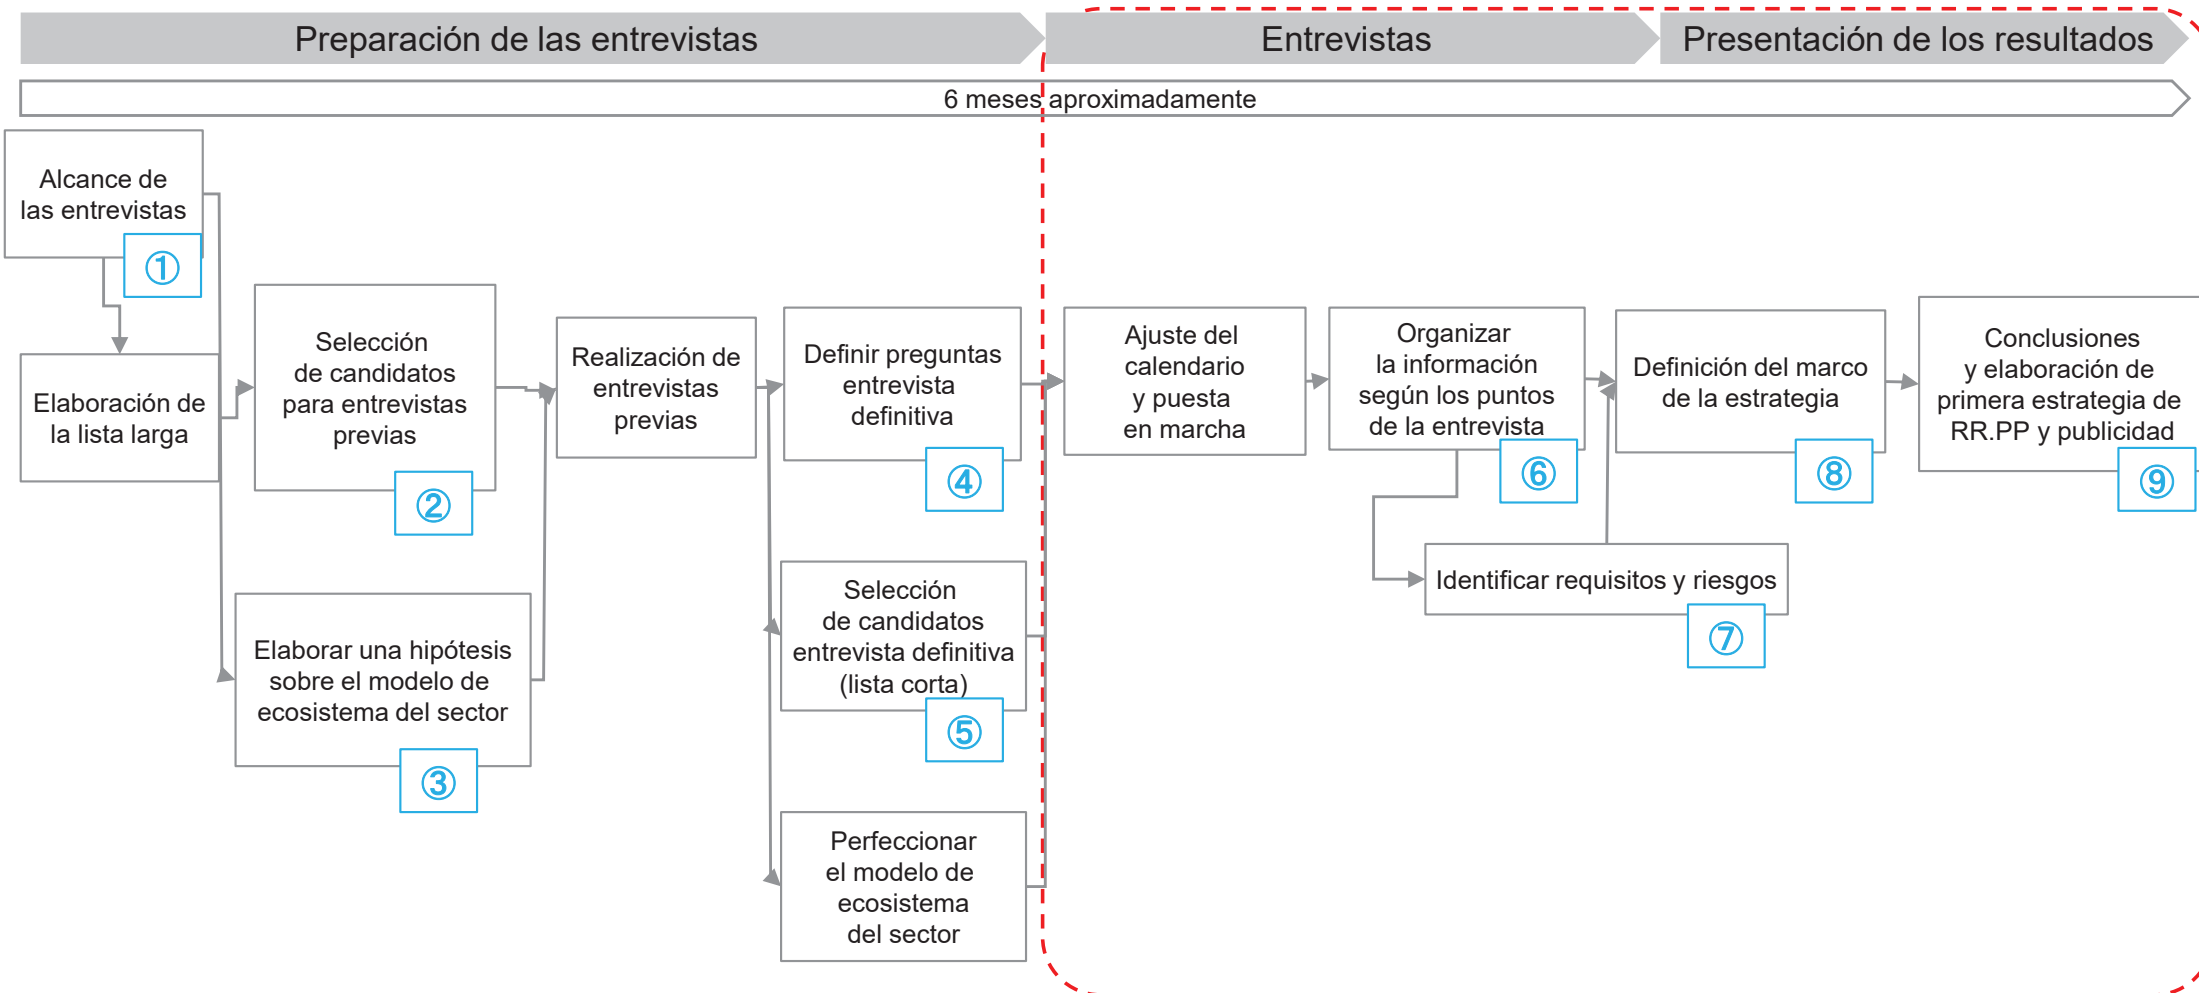 Preparación de las entrevistas
Entrevistas
Presentación de los resultados
6 meses aproximadamente
Alcance de
las entrevistas
①
Elaboración de
la lista larga
Selección
de candidatos
para entrevistas
previas
②
Elaborar una hipótesis
sobre el modelo de
ecosistema del sector
③
Realización de
entrevistas
previas
Definir preguntas
entrevista
definitiva
④
Selección
de candidatos
entrevista definitiva
(lista corta)
⑤
Perfeccionar
el modelo de
ecosistema
del sector
Ajuste del
calendario
y puesta
en marcha
Organizar
la información
según los puntos
de la entrevista
⑥
Identificar requisitos y riesgos
⑦
Definición del marco
de la estrategia
⑧
Conclusiones
y elaboración de
primera estrategia de
RR.PP y publicidad
⑨